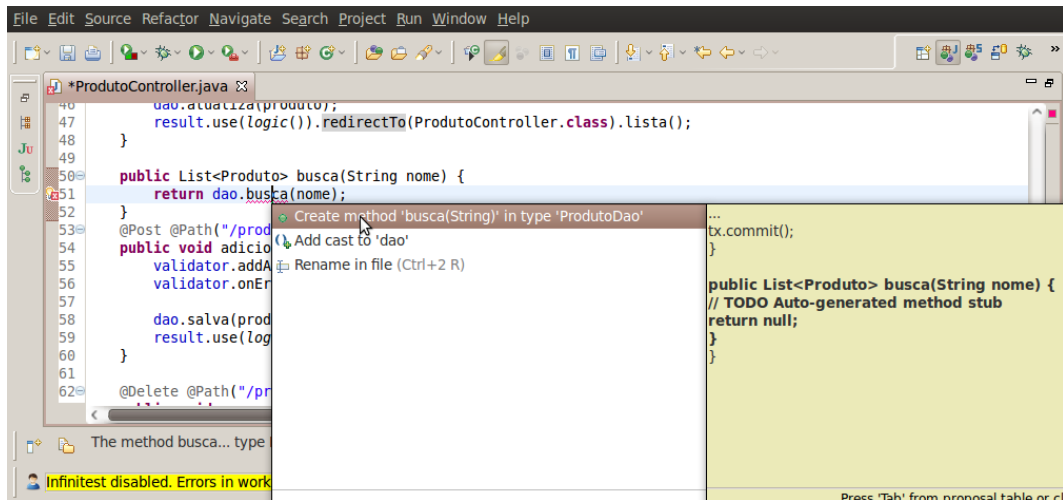 File Edit Source Refactor Navigate Search Project Run Window Help
*ProdutoController.java
46 dao.atualiza(produto);
47 result.use(logic()).redirectTo(ProdutoController.class).lista();
48 }
49
50 public List<Produto> busca(String nome) {
51 return dao.busca(nome);
52 }
53 @Post @Path("/prod
54 public void adicio
55 validator.addA
56 validator.onEr
57
58 dao.salva(prod
59 result.use(log
60 }
61
62 @Delete @Path("/pr
Create method 'busca(String)' in type 'ProdutoDao'
Add cast to 'dao'
Rename in file (Ctrl+2 R)
...
tx.commit();
}
public List<Produto> busca(String nome) {
// TODO Auto-generated method stub
return null;
}
}
The method busca... type
Infinitest disabled. Errors in work
Press 'Tab' from proposal table or